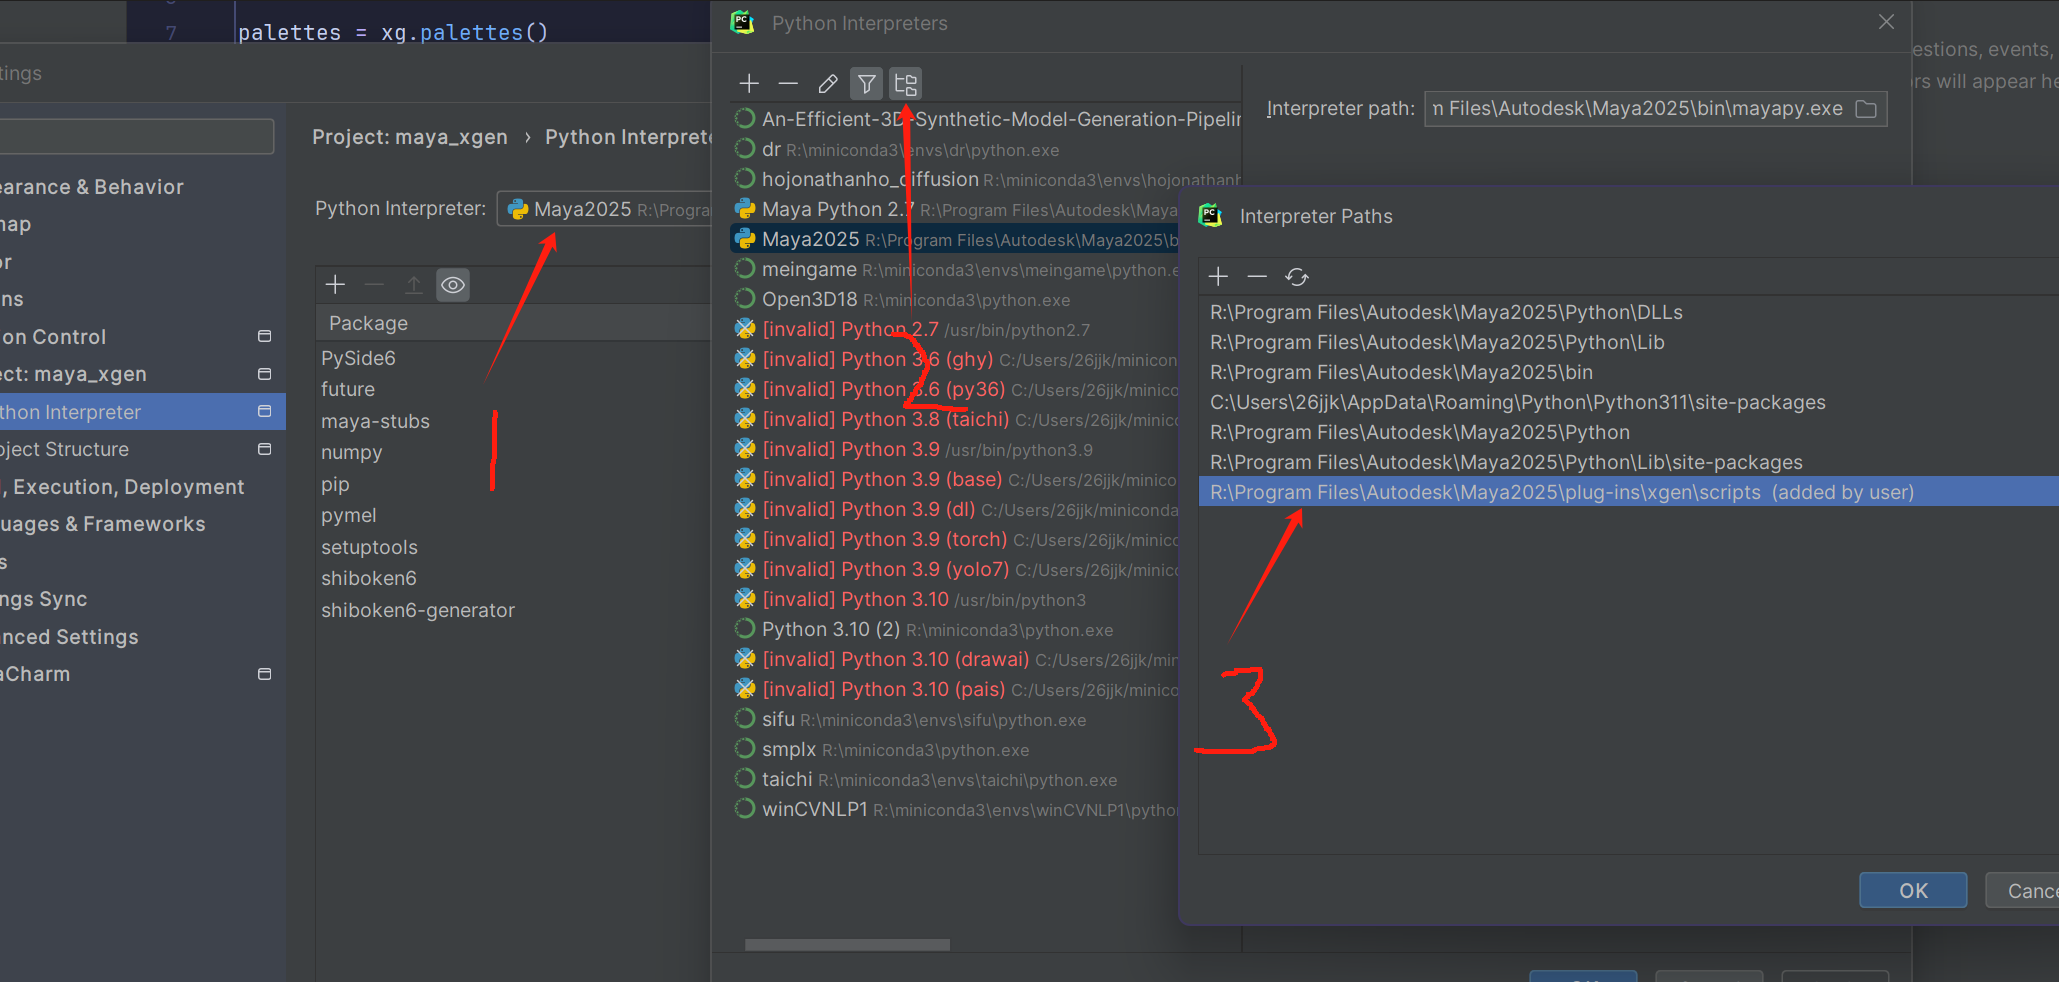 7 palettes = xg.palettes()
tings
earance & Behavior
map
or
ns
on Control
ect: maya_xgen
thon Interpreter
oject Structure
, Execution, Deployment
uages & Frameworks
s
ngs Sync
nced Settings
aCharm
Project: maya_xgen › Python Interprete
Python Interpreter: Maya2025 R:\Progra
Package
PySide6
future
maya-stubs
numpy
pip
pymel
setuptools
shiboken6
shiboken6-generator
1
Python Interpreters
An-Efficient-3D-Synthetic-Model-Generation-Pipelin
dr R:\miniconda3\envs\dr\python.exe
hojonathanho_diffusion R:\miniconda3\envs\hojonathanh
Maya Python 2.7 R:\Program Files\Autodesk\Maya
Maya2025 R:\Program Files\Autodesk\Maya2025\b
meingame R:\miniconda3\envs\meingame\python.e
Open3D18 R:\miniconda3\python.exe
[invalid] Python 2.7 /usr/bin/python2.7
[invalid] Python 3.6 (ghy) C:/Users/26jjk/minicon
[invalid] Python 3.6 (py36) C:/Users/26jjk/minico
[invalid] Python 3.8 (taichi) C:/Users/26jjk/minico
[invalid] Python 3.9 /usr/bin/python3.9
[invalid] Python 3.9 (base) C:/Users/26jjk/minico
[invalid] Python 3.9 (dl) C:/Users/26jjk/miniconda
[invalid] Python 3.9 (torch) C:/Users/26jjk/minic
[invalid] Python 3.9 (yolo7) C:/Users/26jjk/minic
[invalid] Python 3.10 /usr/bin/python3
Python 3.10 (2) R:\miniconda3\python.exe
[invalid] Python 3.10 (drawai) C:/Users/26jjk/min
[invalid] Python 3.10 (pais) C:/Users/26jjk/minico
sifu R:\miniconda3\envs\sifu\python.exe
smplx R:\miniconda3\python.exe
taichi R:\miniconda3\envs\taichi\python.exe
winCVNLP1 R:\miniconda3\envs\winCVNLP1\pytho
2
Interpreter path: n Files\Autodesk\Maya2025\bin\mayapy.exe
estions, events,
rs will appear he
Interpreter Paths
R:\Program Files\Autodesk\Maya2025\Python\DLLs
R:\Program Files\Autodesk\Maya2025\Python\Lib
R:\Program Files\Autodesk\Maya2025\bin
C:\Users\26jjk\AppData\Roaming\Python\Python311\site-packages
R:\Program Files\Autodesk\Maya2025\Python
R:\Program Files\Autodesk\Maya2025\Python\Lib\site-packages
R:\Program Files\Autodesk\Maya2025\plug-ins\xgen\scripts (added by user)
3
OK Cance